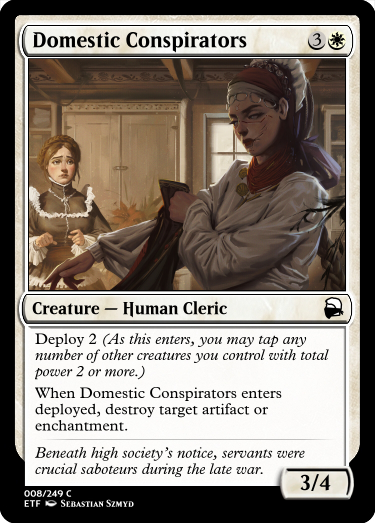 Domestic Conspirators 3
Creature — Human Cleric
Deploy 2 (As this enters, you may tap any
number of other creatures you control with total
power 2 or more.)
When Domestic Conspirators enters
deployed, destroy target artifact or
enchantment.
Beneath high society's notice, servants were
crucial saboteurs during the late war.
3/4
008/249 C
ETF Sebastian Szmyd